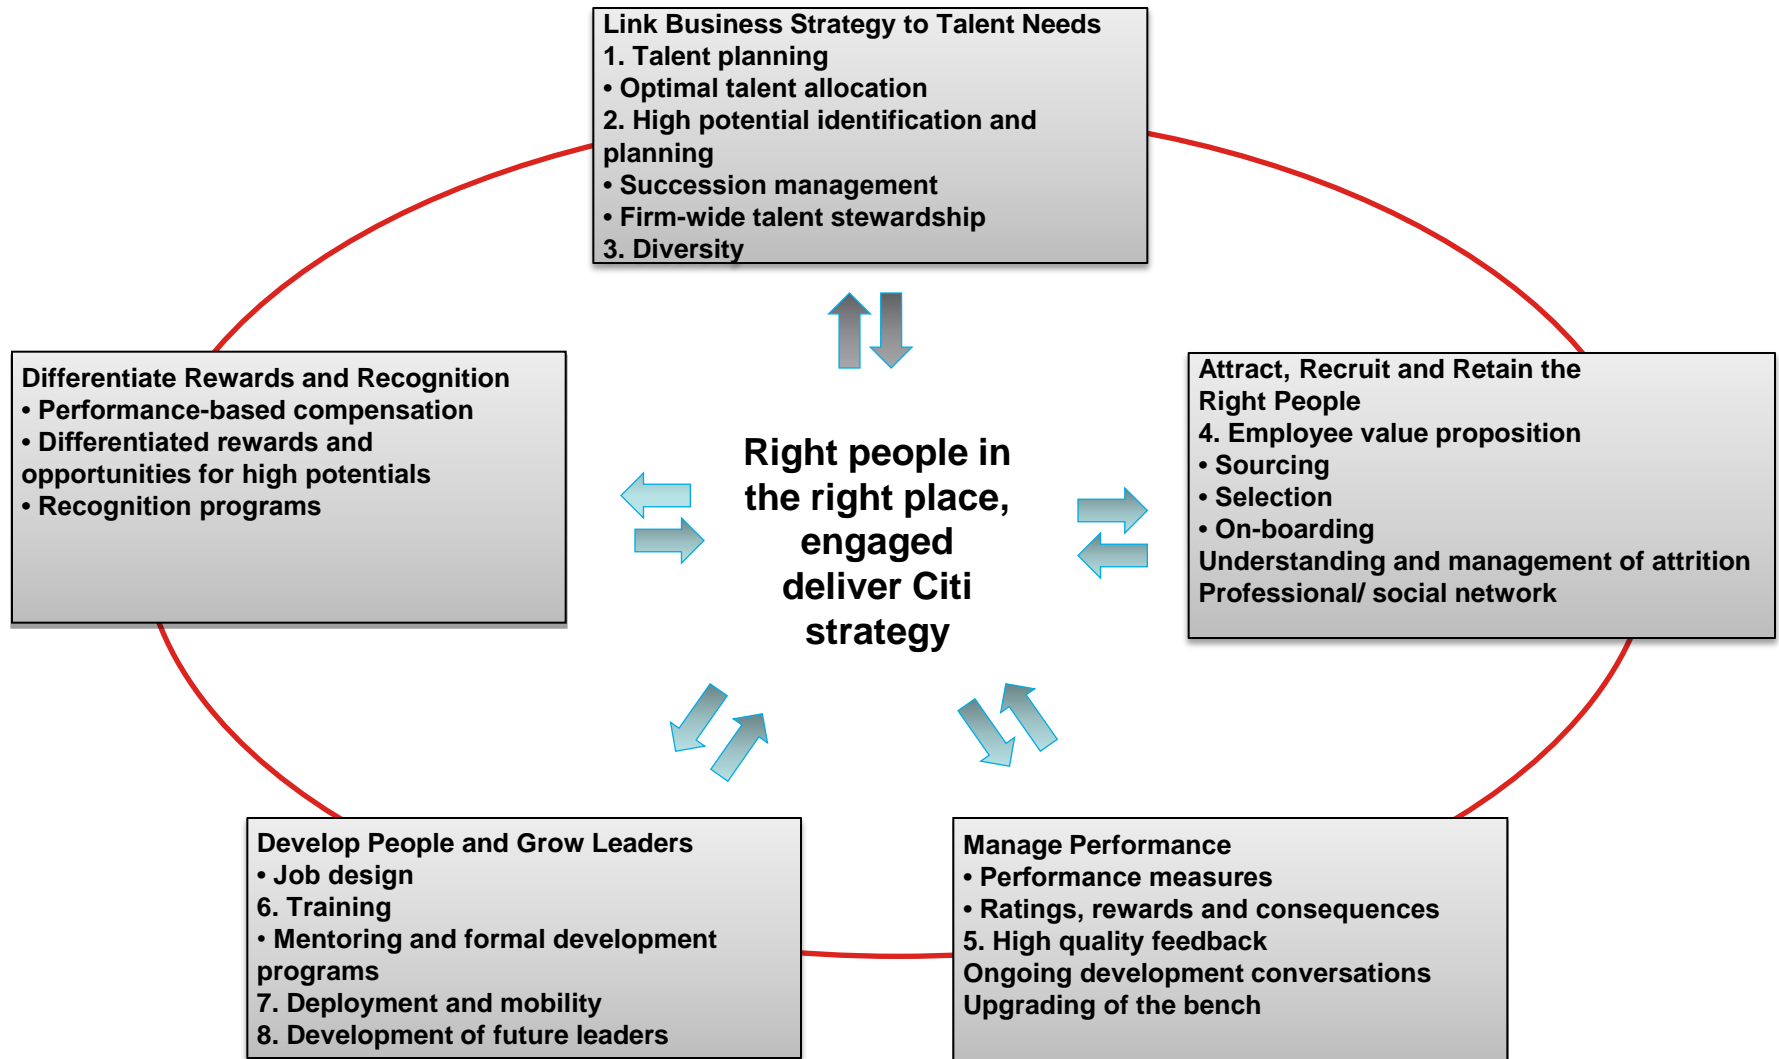 Link Business Strategy to Talent Needs
1. Talent planning
• Optimal talent allocation
2. High potential identification and
planning
• Succession management
• Firm-wide talent stewardship
3. Diversity
Differentiate Rewards and Recognition
• Performance-based compensation
• Differentiated rewards and
opportunities for high potentials
• Recognition programs
Right people in
the right place,
engaged
deliver Citi
strategy
Attract, Recruit and Retain the
Right People
4. Employee value proposition
• Sourcing
• Selection
• On-boarding
Understanding and management of attrition
Professional/ social network
Develop People and Grow Leaders
• Job design
6. Training
• Mentoring and formal development
programs
7. Deployment and mobility
8. Development of future leaders
Manage Performance
• Performance measures
• Ratings, rewards and consequences
5. High quality feedback
Ongoing development conversations
Upgrading of the bench